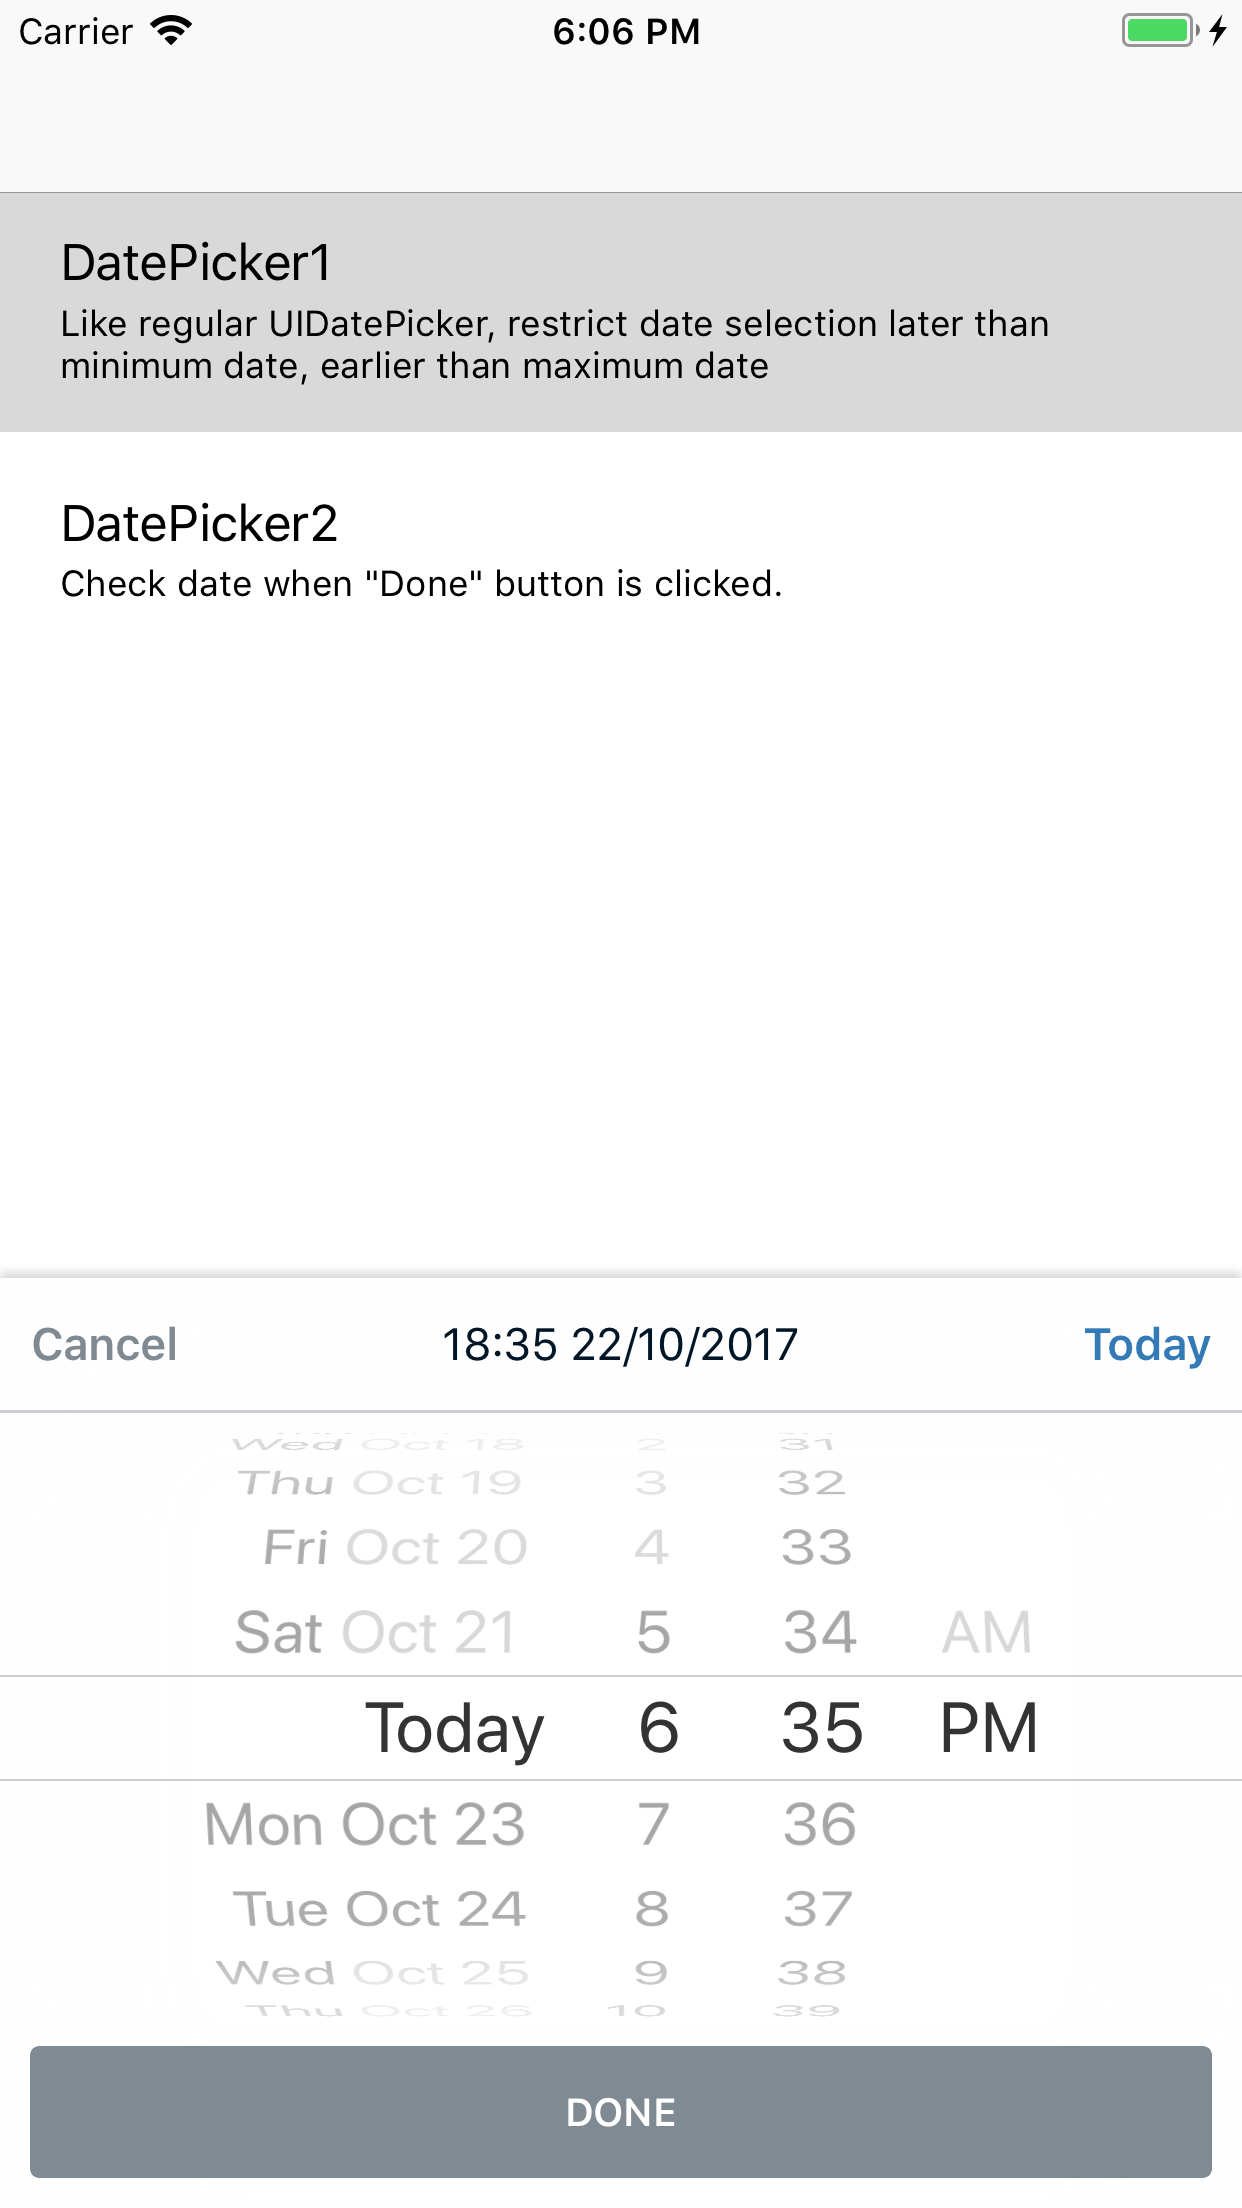 Carrier 6:06 PM
DatePicker1
Like regular UIDatePicker, restrict date selection later than
minimum date, earlier than maximum date
DatePicker2
Check date when "Done" button is clicked.
Cancel 18:35 22/10/2017 Today
Wed Oct 18 2 31
Thu Oct 19 3 32
Fri Oct 20 4 33
Sat Oct 21 5 34 AM
Today 6 35 PM
Mon Oct 23 7 36
Tue Oct 24 8 37
Wed Oct 25 9 38
Thu Oct 26 10 39
DONE